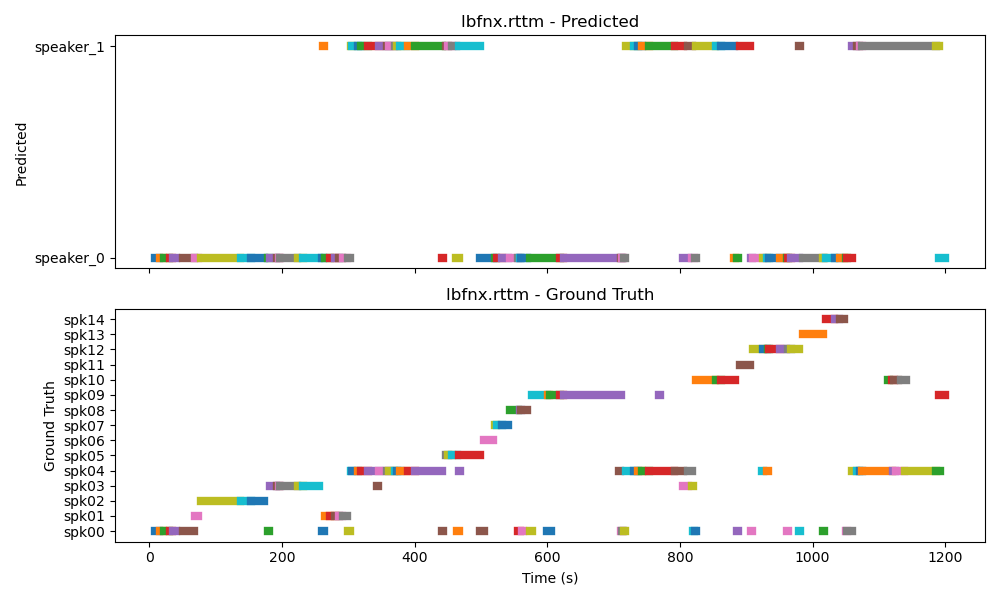 lbfnx.rttm - Predicted
speaker_1
Predicted
speaker_0
lbfnx.rttm - Ground Truth
spk14
spk13
spk12
spk11
spk10
spk09
Ground Truth
spk08
spk07
spk06
spk05
spk04
spk03
spk02
spk01
spk00
0 200 400 600 800 1000 1200
Time (s)